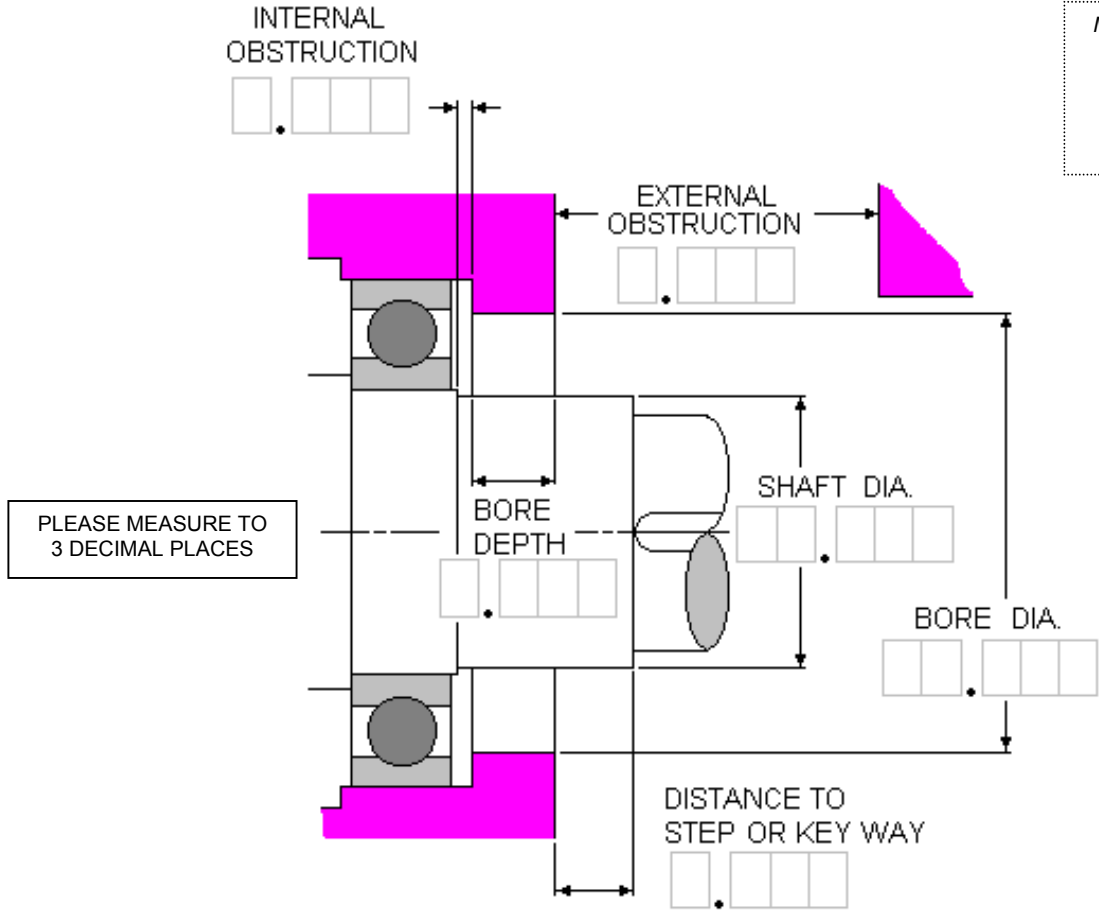 INTERNAL
OBSTRUCTION
EXTERNAL
OBSTRUCTION
PLEASE MEASURE TO
3 DECIMAL PLACES
BORE
DEPTH
SHAFT DIA.
BORE DIA.
DISTANCE TO
STEP OR KEY WAY